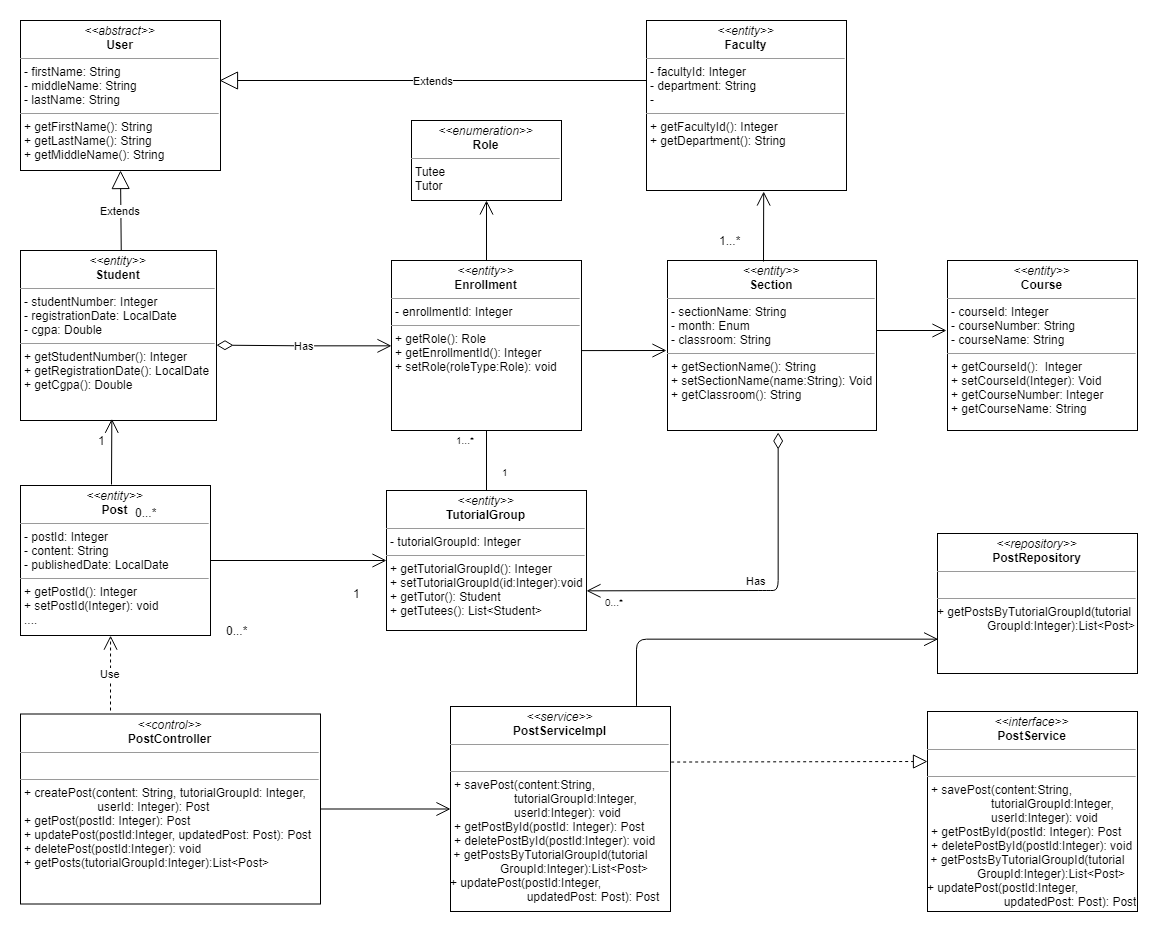 <<abstract>>
User
- firstName: String
- middleName: String
- lastName: String
+ getFirstName(): String
+ getLastName(): String
+ getMiddleName(): String
Extends
<<entity>>
Faculty
- facultyId: Integer
- department: String
-
+ getFacultyId(): Integer
+ getDepartment(): String
<<enumeration>>
Role
Tutee
Tutor
Extends
1...*
<<entity>>
Student
- studentNumber: Integer
- registrationDate: LocalDate
- cgpa: Double
+ getStudentNumber(): Integer
+ getRegistrationDate(): LocalDate
+ getCgpa(): Double
Has
<<entity>>
Enrollment
- enrollmentId: Integer
+ getRole(): Role
+ getEnrollmentId(): Integer
+ setRole(roleType:Role): void
<<entity>>
Section
- sectionName: String
- month: Enum
- classroom: String
+ getSectionName(): String
+ setSectionName(name:String): Void
+ getClassroom(): String
<<entity>>
Course
- courseId: Integer
- courseNumber: String
- courseName: String
+ getCourseId():  Integer
+ setCourseId(Integer): Void
+ getCourseNumber: Integer
+ getCourseName: String
1
1...*
1
<<entity>>
Post
0...*
- postId: Integer
- content: String
- publishedDate: LocalDate
+ getPostId(): Integer
+ setPostId(Integer): void
....
1
0...*
<<entity>>
TutorialGroup
- tutorialGroupId: Integer
+ getTutorialGroupId(): Integer
+ setTutorialGroup(id:Integer):void
+ getTutor(): Student
+ getTutees(): List<Student>
Has
0...*
<<repository>>
PostRepository
+ getPostsByTutorialGroupId(tutorial
GroupId:Integer):List<Post>
Use
<<control>>
PostController
+ createPost(content: String, tutorialGroupId: Integer,
userId: Integer): Post
+ getPost(postId: Integer): Post
+ updatePost(postId:Integer, updatedPost: Post): Post
+ deletePost(postId:Integer): void
+ getPosts(tutorialGroupId:Integer):List<Post>
<<service>>
PostServiceImpl
+ savePost(content:String,
tutorialGroupId:Integer,
userId:Integer): void
+ getPostById(postId: Integer): Post
+ deletePostById(postId:Integer): void
+ getPostsByTutorialGroupId(tutorial
GroupId:Integer):List<Post>
+ updatePost(postId:Integer,
updatedPost: Post): Post
<<interface>>
PostService
+ savePost(content:String,
tutorialGroupId:Integer,
userId:Integer): void
+ getPostById(postId: Integer): Post
+ deletePostById(postId:Integer): void
+ getPostsByTutorialGroupId(tutorial
GroupId:Integer):List<Post>
+ updatePost(postId:Integer,
updatedPost: Post): Post